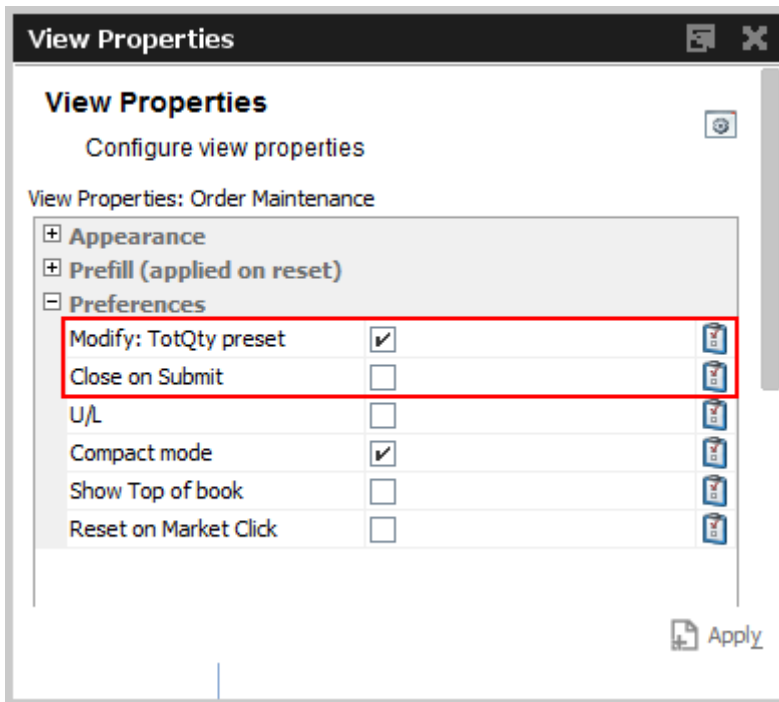 View Properties
View Properties
Configure view properties
View Properties: Order Maintenance
Appearance
Prefill (applied on reset)
Preferences
Modify: TotQty preset
Close on Submit
U/L
Compact mode
Show Top of book
Reset on Market Click
Apply